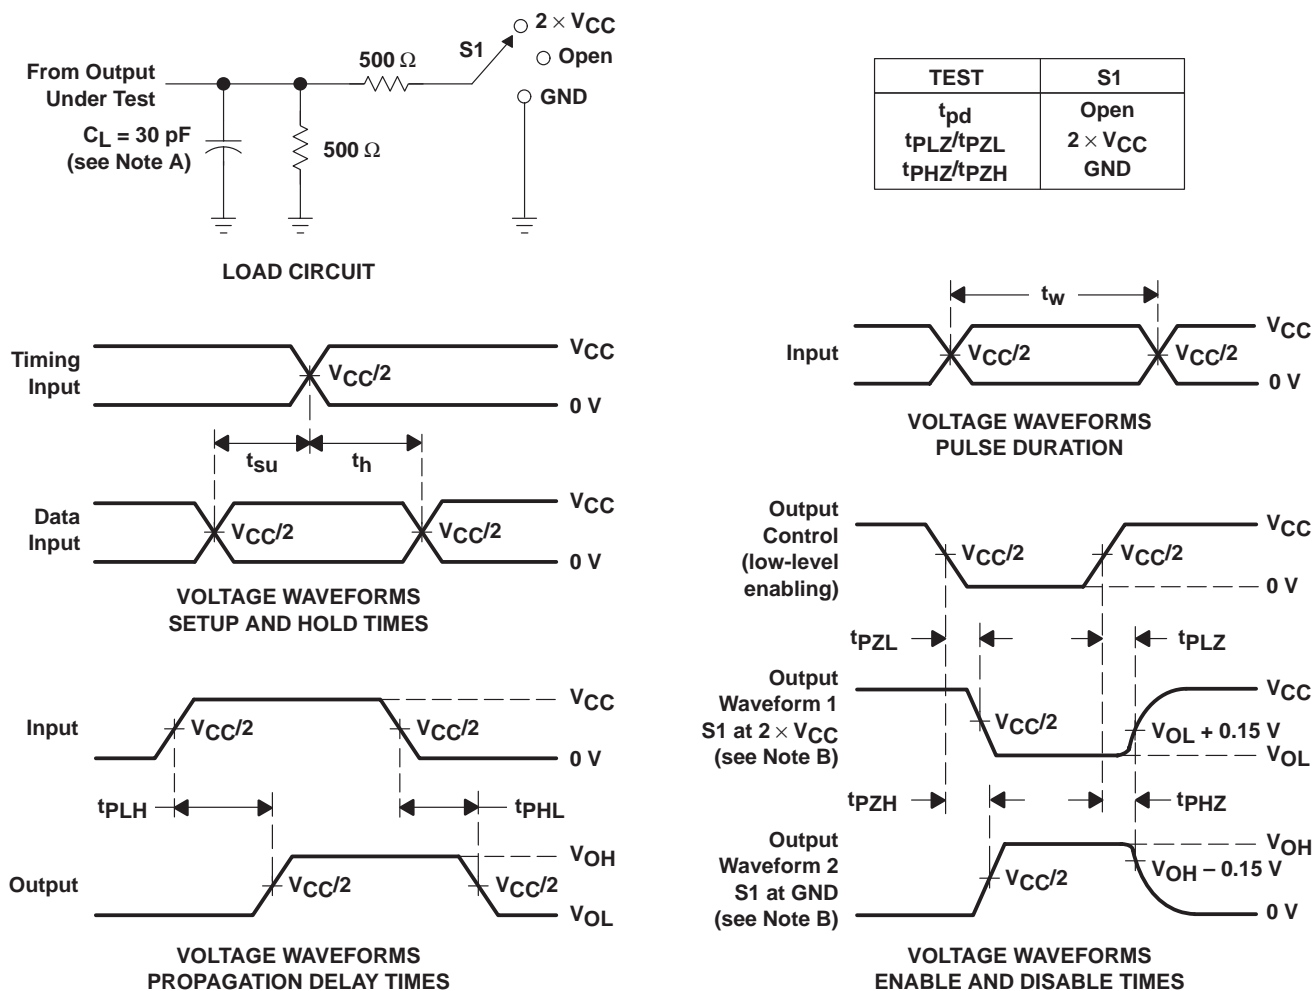 2 × VCC
S1
Open
500 Ω
From Output
Under Test
GND
CL = 30 pF
(see Note A)
500 Ω
LOAD CIRCUIT
TEST S1
tpd Open
tPLZ/tPZL 2 × VCC
tPHZ/tPZH GND
Timing
Input
VCC
VCC/2
0 V
tsu
th
Data
Input
VCC
VCC/2
VCC/2
0 V
VOLTAGE WAVEFORMS
SETUP AND HOLD TIMES
tw
Input
VCC
VCC/2
VCC/2
0 V
VOLTAGE WAVEFORMS
PULSE DURATION
Input
VCC
VCC/2
VCC/2
0 V
tPLH
tPHL
Output
VOH
VCC/2
VCC/2
VOL
VOLTAGE WAVEFORMS
PROPAGATION DELAY TIMES
Output
Control
(low-level
enabling)
VCC
VCC/2
VCC/2
0 V
tPZL
tPLZ
Output
Waveform 1
S1 at 2 × VCC
(see Note B)
VCC
VCC/2
VOL + 0.15 V
VOL
tPZH
tPHZ
Output
Waveform 2
S1 at GND
(see Note B)
VOH
VCC/2
VOH – 0.15 V
0 V
VOLTAGE WAVEFORMS
ENABLE AND DISABLE TIMES